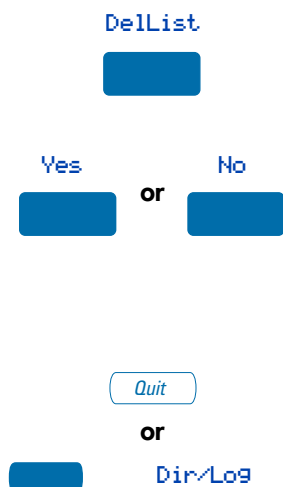 DelList
Yes or No
Quit
or
Dir/Log